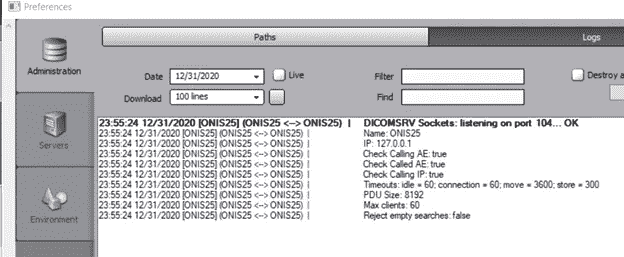 Preferences
Paths
Logs
Administration
Date 12/31/2020 Live Filter Destroy a
Download 100 lines Find
Servers
Environment
23:55:24 12/31/2020 [ONIS25] (ONIS25 <--> ONIS25) | DICOMSRV Sockets: listening on port 104... OK
23:55:24 12/31/2020 [ONIS25] (ONIS25 <--> ONIS25) | Name: ONIS25
23:55:24 12/31/2020 [ONIS25] (ONIS25 <--> ONIS25) | IP: 127.0.0.1
23:55:24 12/31/2020 [ONIS25] (ONIS25 <--> ONIS25) | Check Calling AE: true
23:55:24 12/31/2020 [ONIS25] (ONIS25 <--> ONIS25) | Check Called AE: true
23:55:24 12/31/2020 [ONIS25] (ONIS25 <--> ONIS25) | Check Calling IP: true
23:55:24 12/31/2020 [ONIS25] (ONIS25 <--> ONIS25) | Timeouts: idle = 60; connection = 60; move = 3600; store = 300
23:55:24 12/31/2020 [ONIS25] (ONIS25 <--> ONIS25) | PDU Size: 8192
23:55:24 12/31/2020 [ONIS25] (ONIS25 <--> ONIS25) | Max clients: 60
23:55:24 12/31/2020 [ONIS25] (ONIS25 <--> ONIS25) | Reject empty searches: false